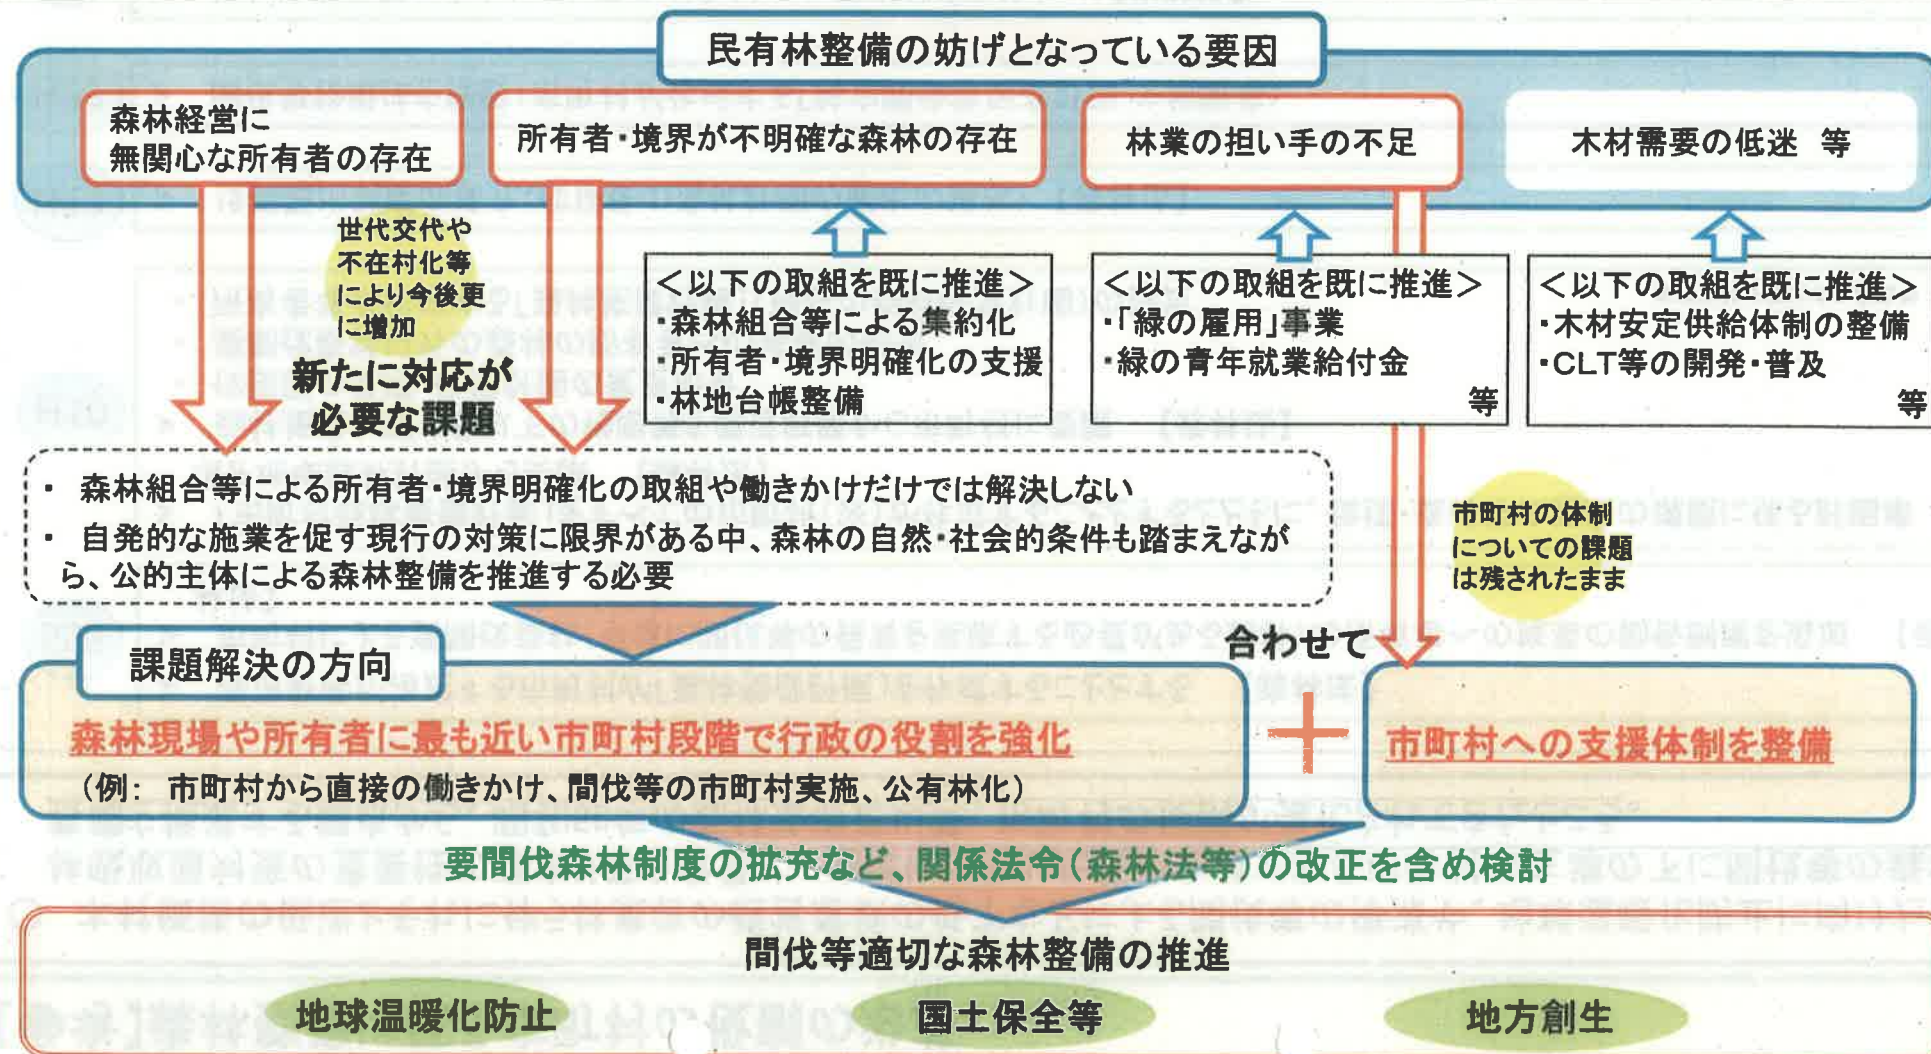 民有林整備の妨げとなっている要因
森林経営に
無関心な所有者の存在
所有者・境界が不明確な森林の存在
林業の担い手の不足
木材需要の低迷 等
世代交代や
不在村化等
により今後更
に増加
新たに対応が
必要な課題
＜以下の取組を既に推進＞
・森林組合等による集約化
・所有者・境界明確化の支援
・林地台帳整備
＜以下の取組を既に推進＞
・「緑の雇用」事業
・緑の青年就業給付金
等
＜以下の取組を既に推進＞
・木材安定供給体制の整備
・CLT等の開発・普及
等
・ 森林組合等による所有者・境界明確化の取組や働きかけだけでは解決しない
・ 自発的な施業を促す現行の対策に限界がある中、森林の自然・社会的条件も踏まえなが
ら、公的主体による森林整備を推進する必要
市町村の体制
についての課題
は残されたまま
課題解決の方向
合わせて
森林現場や所有者に最も近い市町村段階で行政の役割を強化
（例： 市町村から直接の働きかけ、間伐等の市町村実施、公有林化）
＋
市町村への支援体制を整備
要間伐森林制度の拡充など、関係法令（森林法等）の改正を含め検討
間伐等適切な森林整備の推進
地球温暖化防止
国土保全等
地方創生